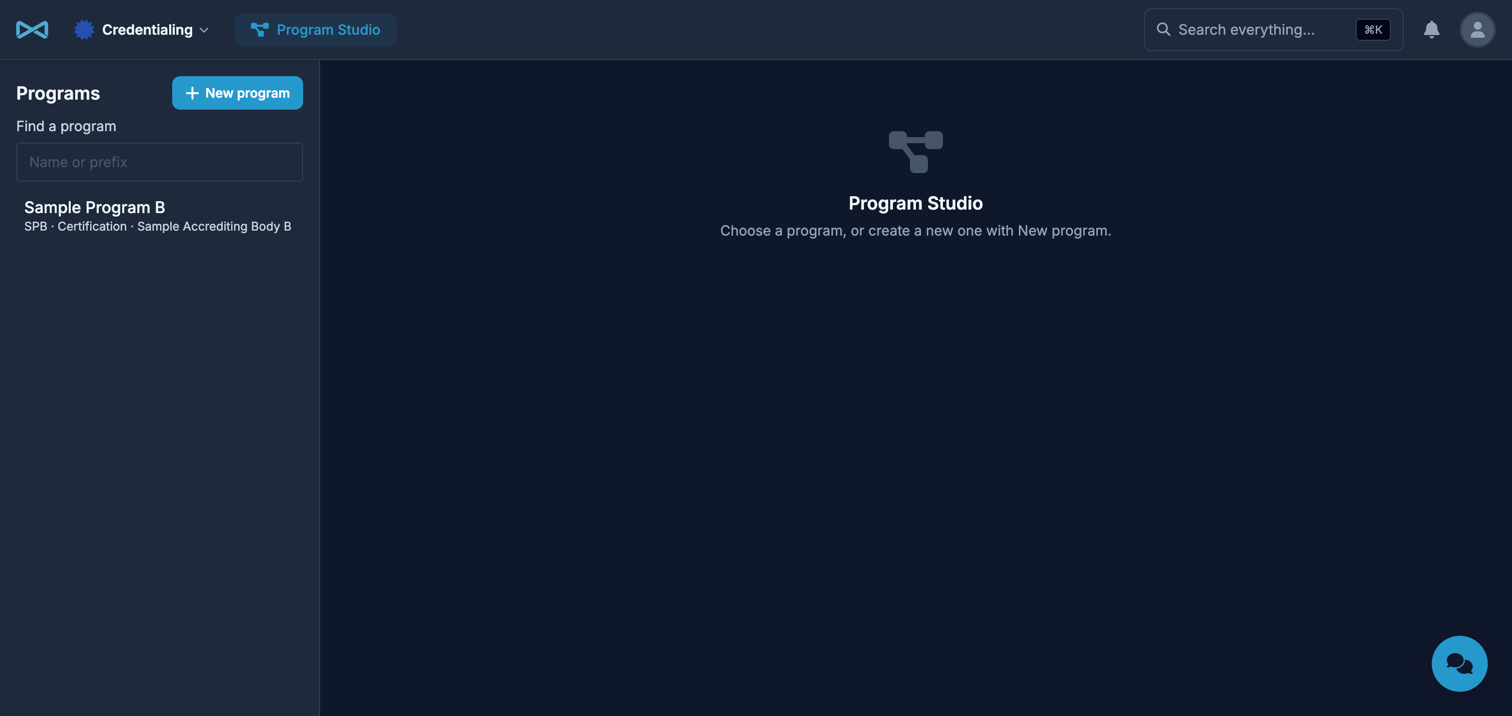 Credentialing
Program Studio
Search everything...
⌘K
Programs
New program
Find a program
Name or prefix
Sample Program B
SPB · Certification · Sample Accrediting Body B
Program Studio
Choose a program, or create a new one with New program.